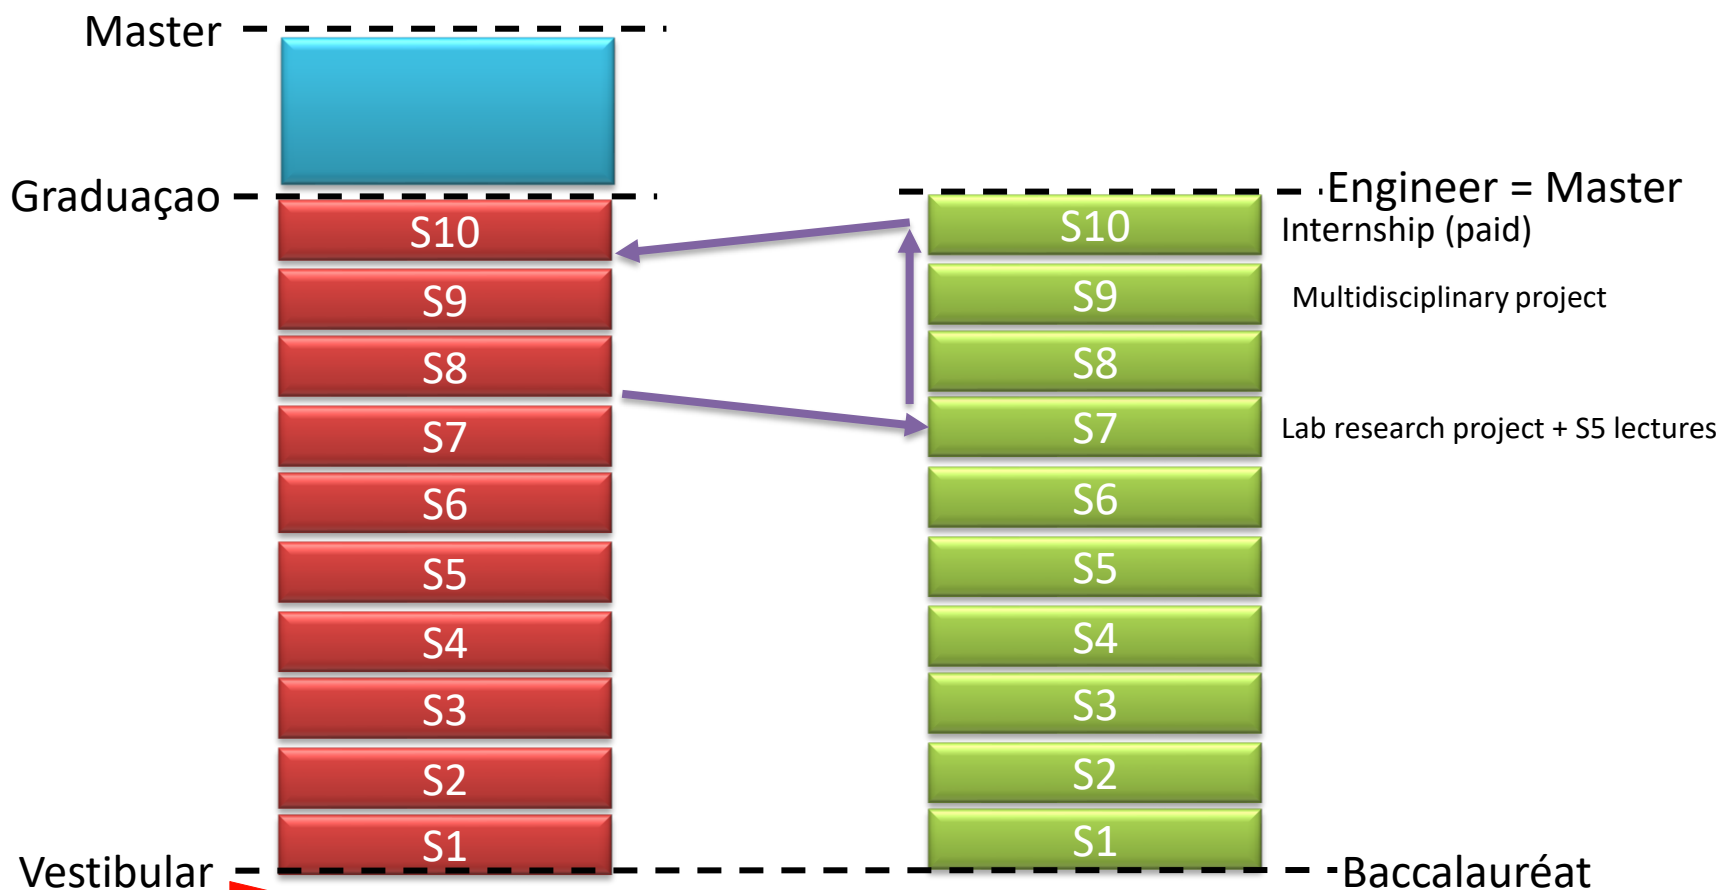 Master
Graduaçao
Engineer = Master
S10
S10
Internship (paid)
S9
S9
Multidisciplinary project
S8
S8
S7
S7
Lab research project + S5 lectures
S6
S6
S5
S5
S4
S4
S3
S3
S2
S2
S1
S1
Vestibular
Baccalauréat